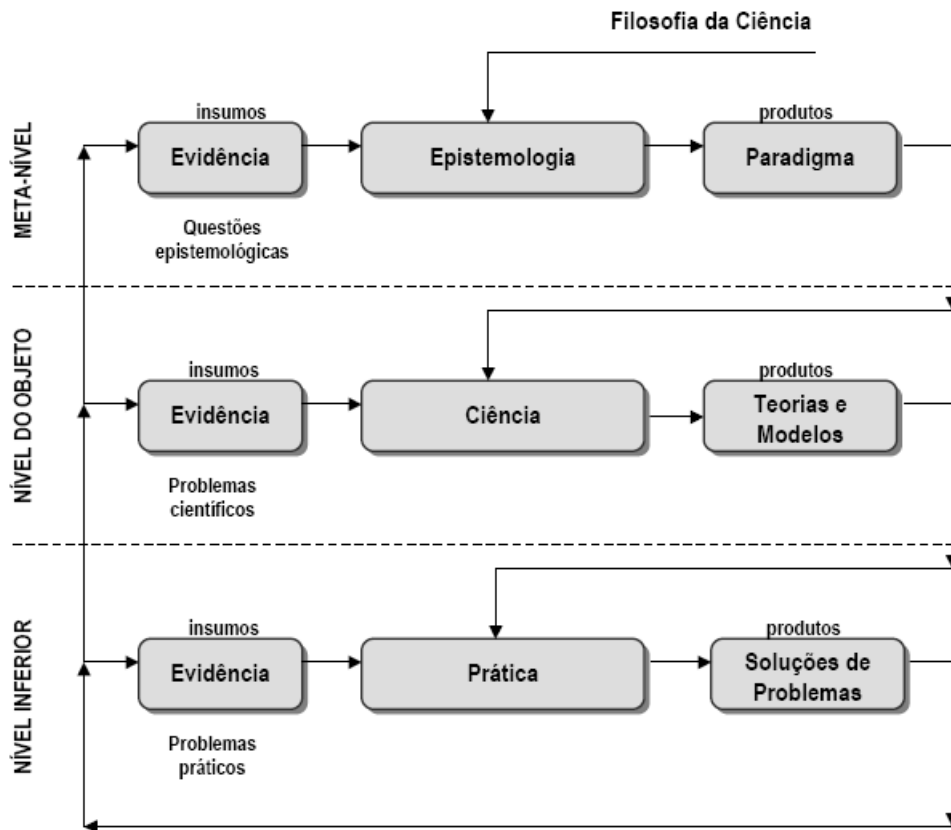 Filosofia da Ciência
META-NÍVEL
insumos
produtos
Evidência
Epistemologia
Paradigma
Questões
epistemológicas
NÍVEL DO OBJETO
insumos
produtos
Evidência
Ciência
Teorias e
Modelos
Problemas
científicos
NÍVEL INFERIOR
insumos
produtos
Evidência
Prática
Soluções de
Problemas
Problemas
práticos